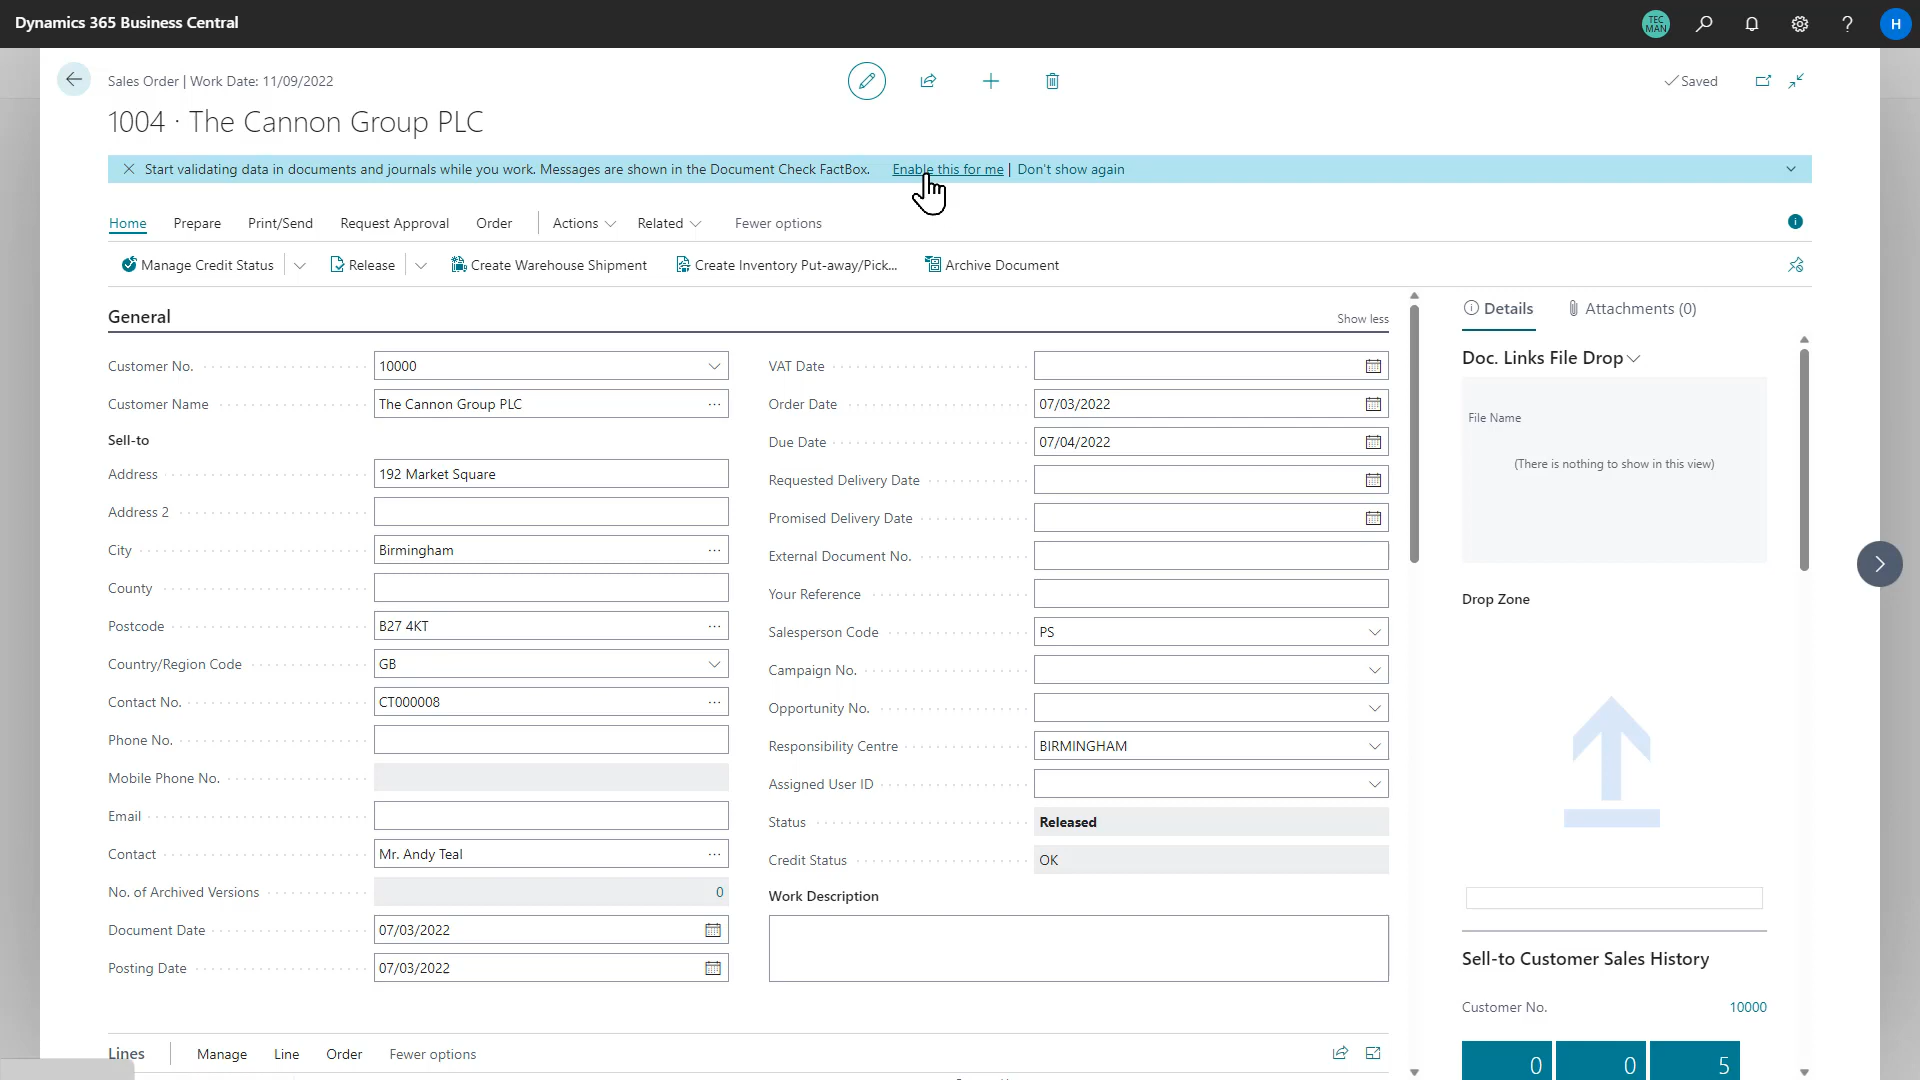 Dynamics 365 Business Central
TEC
MAN
?
H
Sales Order | Work Date: 11/09/2022
Saved
1004 · The Cannon Group PLC
Start validating data in documents and journals while you work. Messages are shown in the Document Check FactBox. Enable this for me | Don't show again
Home Prepare Print/Send Request Approval Order Actions Related Fewer options
Manage Credit Status Release Create Warehouse Shipment Create Inventory Put-away/Pick... Archive Document
General
Show less
Customer No. 10000
Customer Name The Cannon Group PLC
Sell-to
Address 192 Market Square
Address 2
City Birmingham
County
Postcode B27 4KT
Country/Region Code GB
Contact No. CT000008
Phone No.
Mobile Phone No.
Email
Contact Mr. Andy Teal
No. of Archived Versions 0
Document Date 07/03/2022
Posting Date 07/03/2022
VAT Date
Order Date 07/03/2022
Due Date 07/04/2022
Requested Delivery Date
Promised Delivery Date
External Document No.
Your Reference
Salesperson Code PS
Campaign No.
Opportunity No.
Responsibility Centre BIRMINGHAM
Assigned User ID
Status Released
Credit Status OK
Work Description
Lines Manage Line Order Fewer options
Details Attachments (0)
Doc. Links File Drop
File Name
(There is nothing to show in this view)
Drop Zone
Sell-to Customer Sales History
Customer No. 10000
0 0 5